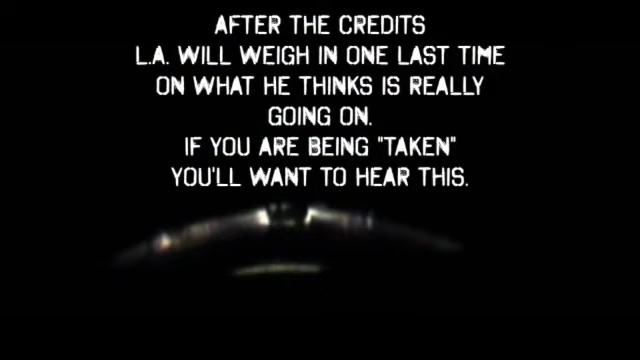 AFTER THE CREDITS
L.A. WILL WEIGH IN ONE LAST TIME
ON WHAT HE THINKS IS REALLY
GOING ON.
IF YOU ARE BEING "TAKEN"
YOU'LL WANT TO HEAR THIS.